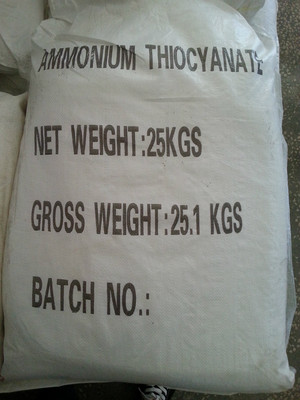 AMMONIUM THIOCYANATE
NET WEIGHT:25KGS
GROSS WEIGHT:25.1 KGS
BATCH NO.: